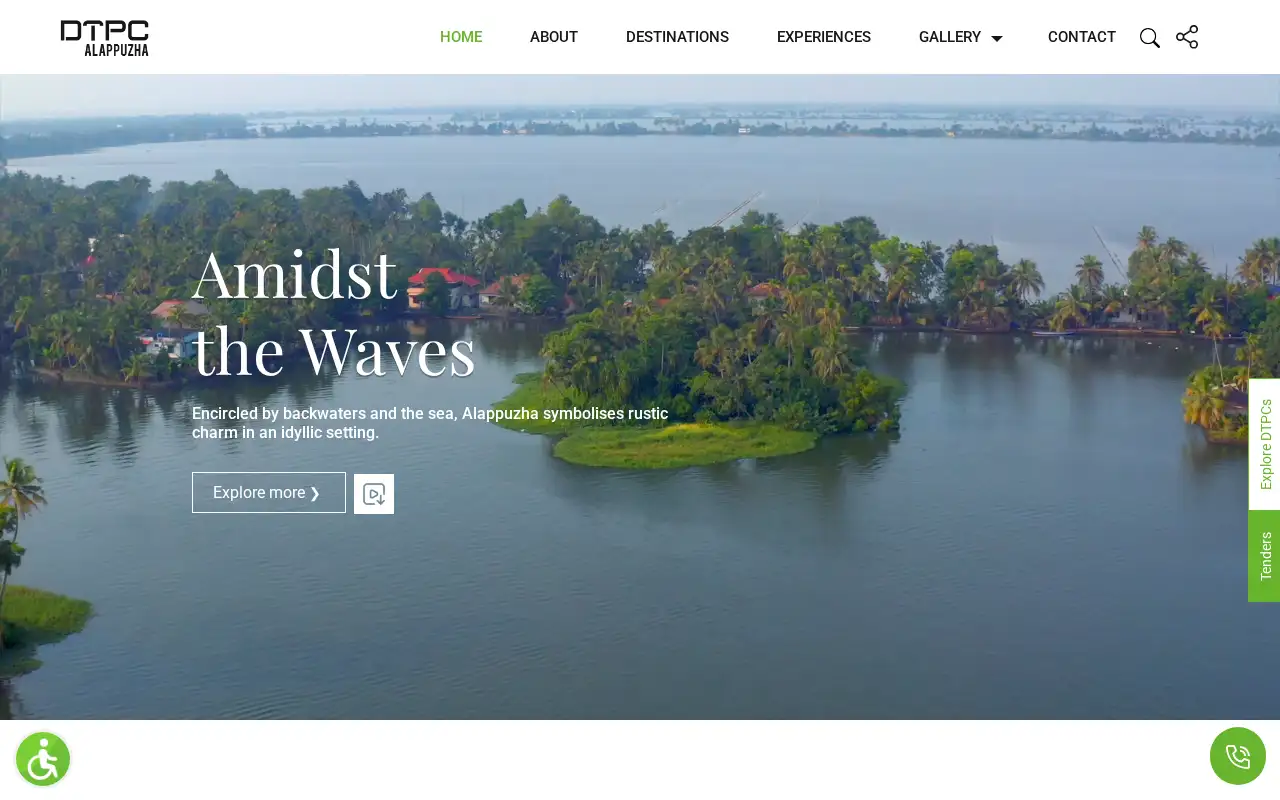 DTPC
ALAPPUZHA
HOME
ABOUT
DESTINATIONS
EXPERIENCES
GALLERY
CONTACT
Amidst
the Waves
Encircled by backwaters and the sea, Alappuzha symbolises rustic
charm in an idyllic setting.
Explore more ❯
Explore DTPCs
Tenders